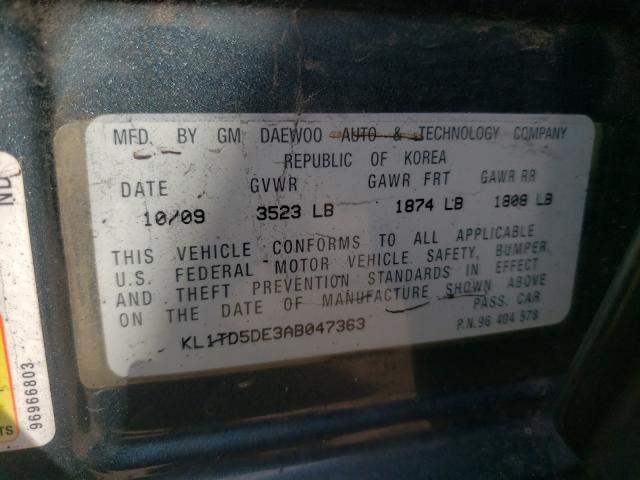 MFD. BY GM DAEWOO AUTO & TECHNOLOGY COMPANY
REPUBLIC OF KOREA
DATE GVWR GAWR FRT GAWR RR
10/09 3523 LB 1874 LB 1808 LB
THIS VEHICLE CONFORMS TO ALL APPLICABLE
U.S. FEDERAL MOTOR VEHICLE SAFETY, BUMPER,
AND THEFT PREVENTION STANDARDS IN EFFECT
ON THE DATE OF MANUFACTURE SHOWN ABOVE
PASS. CAR
KL1TD5DE3AB047363
P.N.96 404 578
ND
96966803